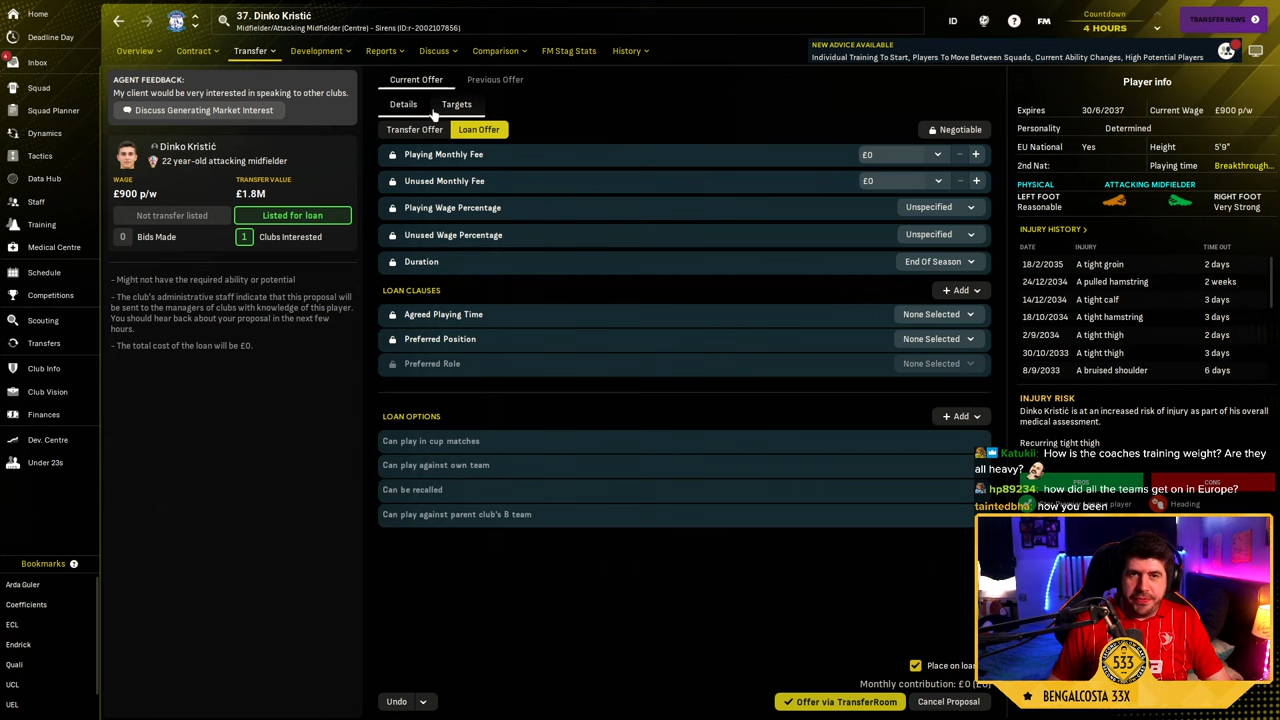 37. Dinko Kristić
Midfielder/Attacking Midfielder (Centre) - Sirens (ID:r-2002107856)
ID
FM
Countdown
4 HOURS
TRANSFER NEWS
Overview
Contract
Transfer
Development
Reports
Discuss
Comparison
FM Stag Stats
History
NEW ADVICE AVAILABLE
Individual Training To Start, Players To Move Between Squads, Current Ability Changes, High Potential Players
Home
Deadline Day
Inbox
Squad
Squad Planner
Dynamics
Tactics
Data Hub
Staff
Training
Medical Centre
Schedule
Competitions
Scouting
Transfers
Club Info
Club Vision
Finances
Dev. Centre
Under 23s
Bookmarks
Arda Guler
Coefficients
ECL
Endrick
Quali
UCL
UEL
AGENT FEEDBACK:
My client would be very interested in speaking to other clubs.
Discuss Generating Market Interest
Dinko Kristić
22 year-old attacking midfielder
WAGE
TRANSFER VALUE
£900 p/w
£1.8M
Not transfer listed
Listed for loan
0 Bids Made
1 Clubs Interested
- Might not have the required ability or potential
- The club's administrative staff indicate that this proposal will
be sent to the managers of clubs with knowledge of this player.
You should hear back about your proposal in the next few
hours.
- The total cost of the loan will be £0.
Current Offer
Previous Offer
Details
Targets
Transfer Offer
Loan Offer
Negotiable
Playing Monthly Fee
£0
Unused Monthly Fee
£0
Playing Wage Percentage
Unspecified
Unused Wage Percentage
Unspecified
Duration
End Of Season
LOAN CLAUSES
+ Add
Agreed Playing Time
None Selected
Preferred Position
None Selected
Preferred Role
None Selected
LOAN OPTIONS
+ Add
Can play in cup matches
Can play against own team
Can be recalled
Can play against parent club's B team
Place on loan
Monthly contribution: £0 (£0)
Undo
Offer via TransferRoom
Cancel Proposal
Player info
Expires 30/6/2037
Current Wage £900 p/w
Personality Determined
EU National Yes
Height 5'9"
2nd Nat:
Playing time Breakthrough...
PHYSICAL
ATTACKING MIDFIELDER
LEFT FOOT
Reasonable
RIGHT FOOT
Very Strong
INJURY HISTORY >
DATE INJURY TIME OUT
18/2/2035 A tight groin 2 days
24/12/2034 A pulled hamstring 2 weeks
14/12/2034 A tight calf 3 days
18/10/2034 A tight hamstring 3 days
2/9/2034 A tight thigh 2 days
30/10/2033 A tight thigh 3 days
8/9/2033 A bruised shoulder 6 days
INJURY RISK
Dinko Kristić is at an increased risk of injury as part of his overall
medical assessment.
Recurring tight thigh
Katukii: How is the coaches training weight? Are they
all heavy?
PROS
CONS
hp89234: how did all the teams get on in Europe?
player
Heading
taintedbha: how you been
533
BENGALCOSTA 33X